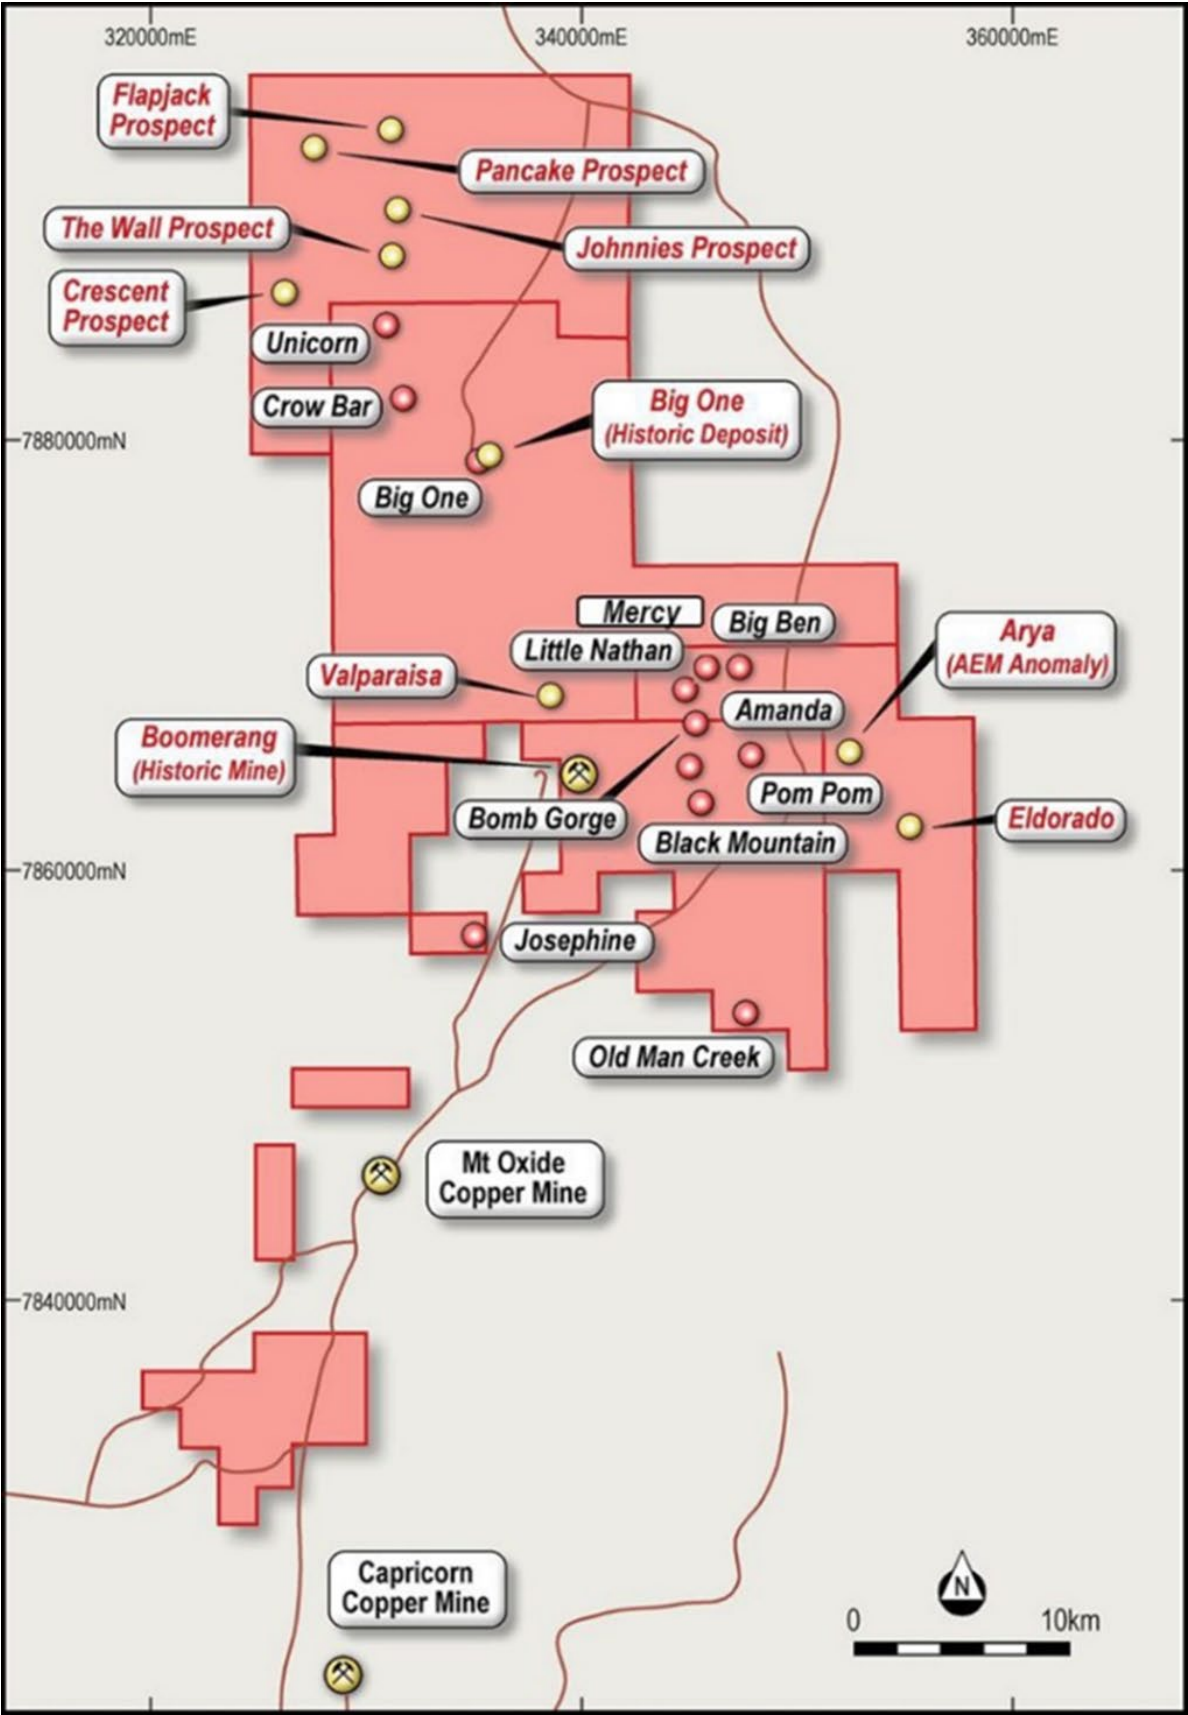 320000mE
340000mE
360000mE
Flapjack
Prospect
Pancake Prospect
The Wall Prospect
Johnnies Prospect
Crescent
Prospect
Unicorn
Crow Bar
Big One
(Historic Deposit)
7880000mN
Big One
Mercy
Big Ben
Little Nathan
Arya
(AEM Anomaly)
Valparaisa
Amanda
Boomerang
(Historic Mine)
Pom Pom
Bomb Gorge
Eldorado
Black Mountain
7860000mN
Josephine
Old Man Creek
Mt Oxide
Copper Mine
7840000mN
Capricorn
Copper Mine
N
0
10km